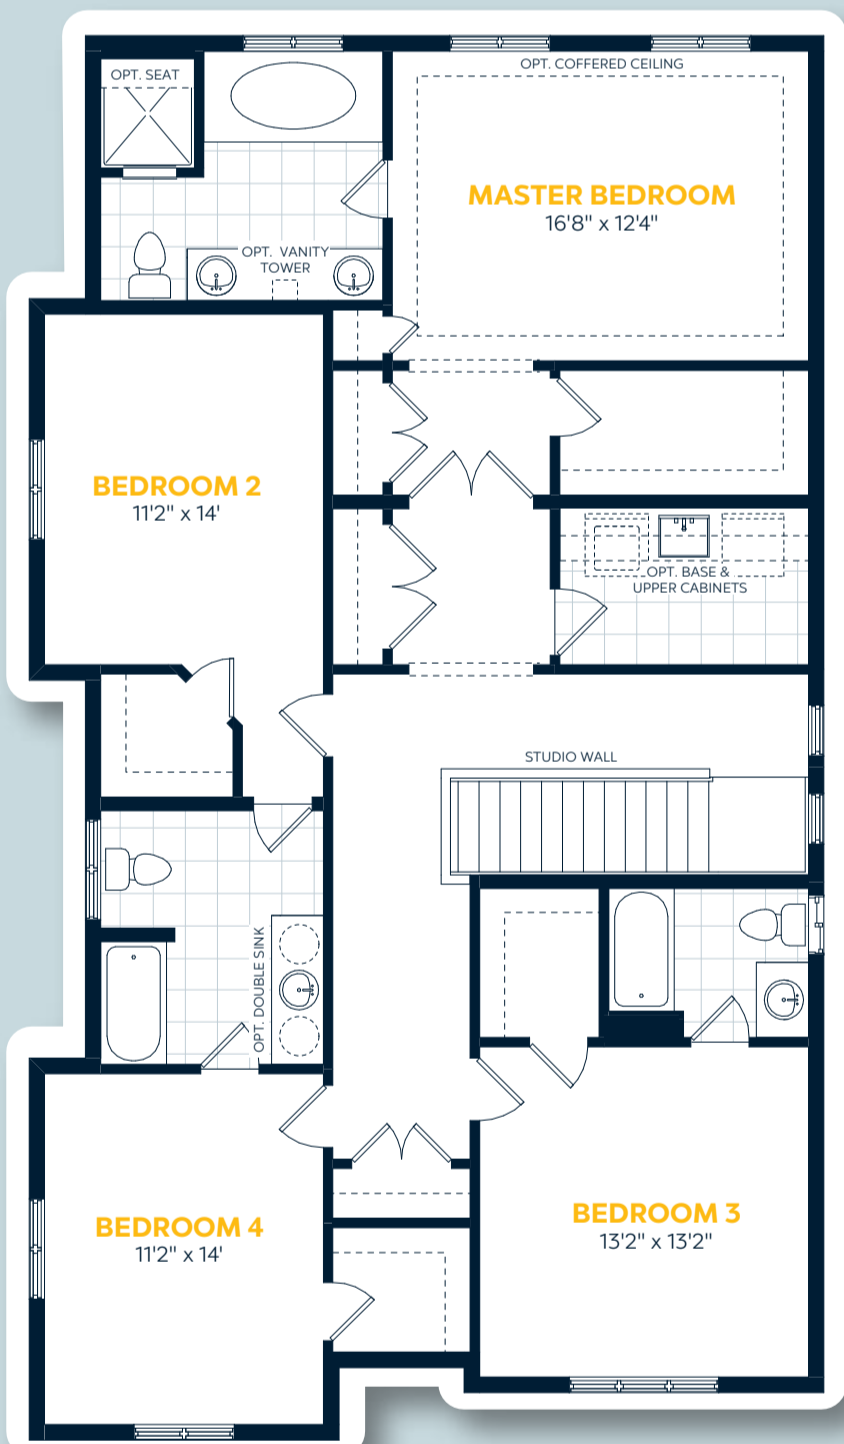 OPT. SEAT
OPT. COFFERED CEILING
MASTER BEDROOM
16'8" x 12'4"
OPT. VANITY
TOWER
BEDROOM 2
11'2" x 14'
OPT. BASE &
UPPER CABINETS
STUDIO WALL
OPT. DOUBLE SINK
BEDROOM 4
11'2" x 14'
BEDROOM 3
13'2" x 13'2"